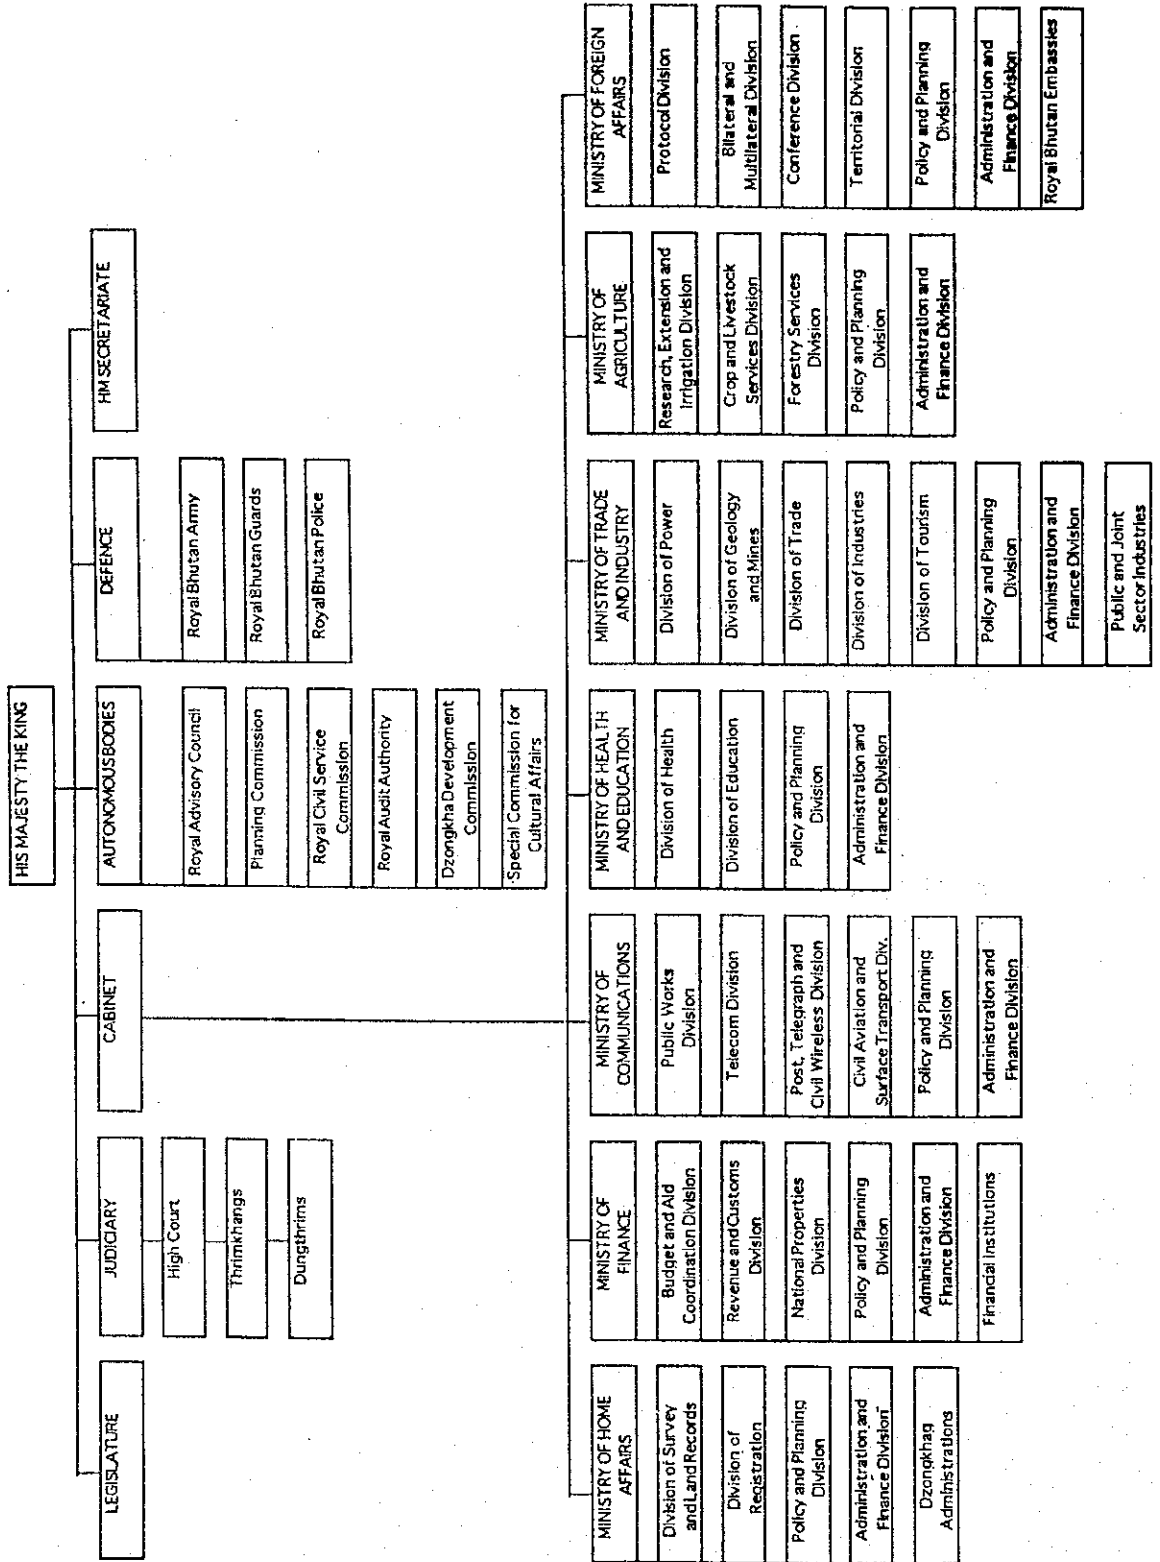 HIS MAJESTY THE KING
LEGISLATURE
JUDICIARY
High Court
Thrimkhangs
Dungthrims
CABINET
AUTONOMOUSBODIES
Royal Advisory Council
Planning Commission
Royal Civil Service
Commission
Royal Audit Authority
Dzongkha Development
Commission
Special Commission for
Cultural Affairs
DEFENCE
Royal Bhutan Army
Royal Bhutan Guards
Royal Bhutan Police
HM SECRETARIATE
MINISTRY OF HOME
AFFAIRS
Division of Survey
and Land Records
Division of
Registration
Policy and Planning
Division
Administration and
Finance Division
Dzongkhag
Administrations
MINISTRY OF
FINANCE
Budget and Aid
Coordination Division
Revenue and Customs
Division
National Properties
Division
Policy and Planning
Division
Administration and
Finance Division
Financial Institutions
MINISTRY OF
COMMUNICATIONS
Public Works
Division
Telecom Division
Post, Telegraph and
Civil Wireless Division
Civil Aviation and
Surface Transport Div.
Policy and Planning
Division
Administration and
Finance Division
MINISTRY OF HEALTH
AND EDUCATION
Division of Health
Division of Education
Policy and Planning
Division
Administration and
Finance Division
MINISTRY OF TRADE
AND INDUSTRY
Division of Power
Division of Geology
and Mines
Division of Trade
Division of Industries
Division of Tourism
Policy and Planning
Division
Administration and
Finance Division
Public and Joint
Sector Industries
MINISTRY OF
AGRICULTURE
Research, Extension and
Irrigation Division
Crop and Livestock
Services Division
Forestry Services
Division
Policy and Planning
Division
Administration and
Finance Division
MINISTRY OF FOREIGN
AFFAIRS
Protocol Division
Bilateral and
Multilateral Division
Conference Division
Territorial Division
Policy and Planning
Division
Administration and
Finance Division
Royal Bhutan Embassies